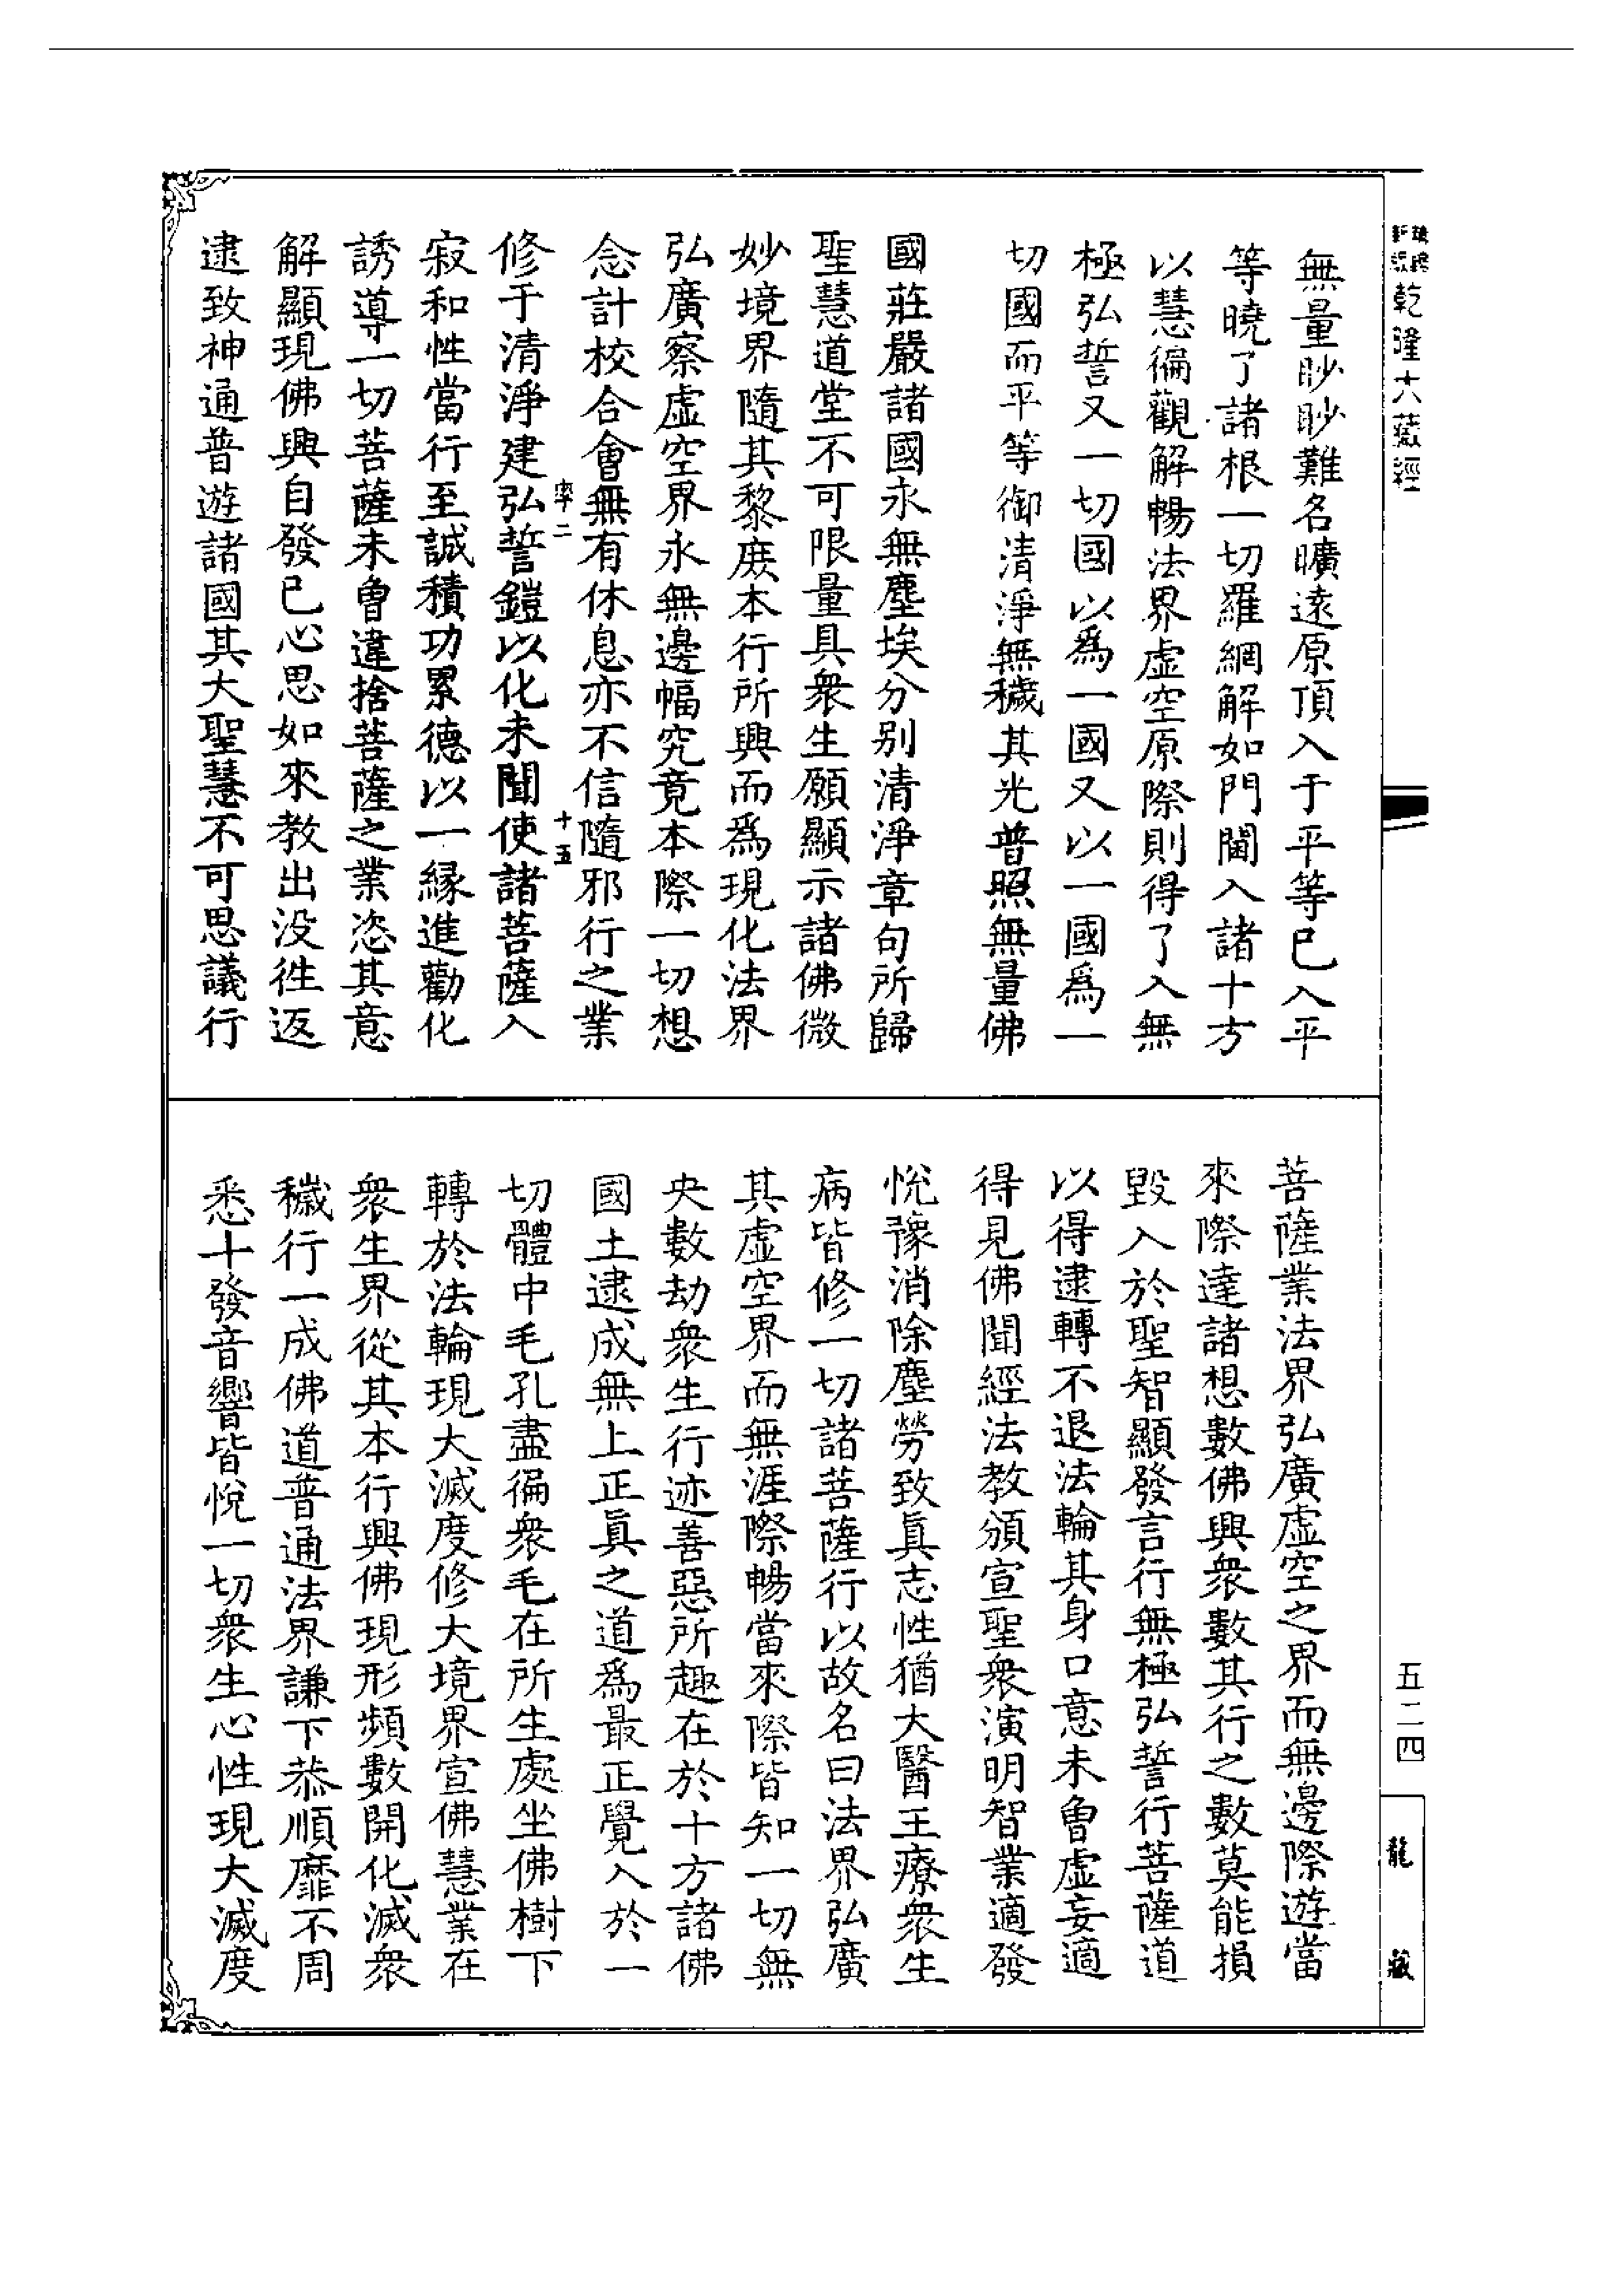 乾隆大藏經
無量眇眇難名曠遠原頂入于平等已入平
等曉了諸根一切羅網解如門閫入諸十方
以慧徧觀解暢法界虛空原際則得了入無
極弘誓又一切國以爲一國又以一國爲一
切國而平等御清淨無穢其光普照無量佛
國莊嚴諸國永無塵埃分別清淨章句所歸
聖慧道堂不可限量具衆生願顯示諸佛微
妙境界隨其黎庶本行所興而爲現化法界
弘廣察虛空界永無邊幅究竟本際一切想
念計校合會無有休息亦不信隨邪行之業
十五
修于清淨建弘誓鎧以化未聞使諸菩薩入
寂和性當行至誠積功累德以一緣進勸化
誘導一切菩薩未曾違捨菩薩之業恣其意
解顯現佛興自發已心思如來教出没徃返
逮致神通普遊諸國其大聖慧不可思議行
菩薩業法界弘廣虛空之界而無邊際遊當
來際達諸想數佛興衆數其行之數莫能損
毀入於聖智顯發言行無極弘誓行菩薩道
以得逮轉不退法輪其身口意未曾虛妄適
得見佛聞經法教頒宣聖衆演明智業適發
悅豫消除塵勞致眞志性猶大醫王療衆生
病皆修一切諸菩薩行以故名曰法界弘廣
其虛空界而無涯際暢當來際皆知一切無
央數劫衆生行迹善惡所趣在於十方諸佛
國土逮成無上正眞之道爲最正覺入於一
切體中毛孔盡徧衆毛在所生處坐佛樹下
轉於法輪現大滅度修大境界宣佛慧業在
衆生界從其本行興佛現形頻數開化滅衆
穢行一成佛道普通法界謙下恭順靡不周
悉十發音響皆悅一切衆生心性現大滅度
五二四
龍藏